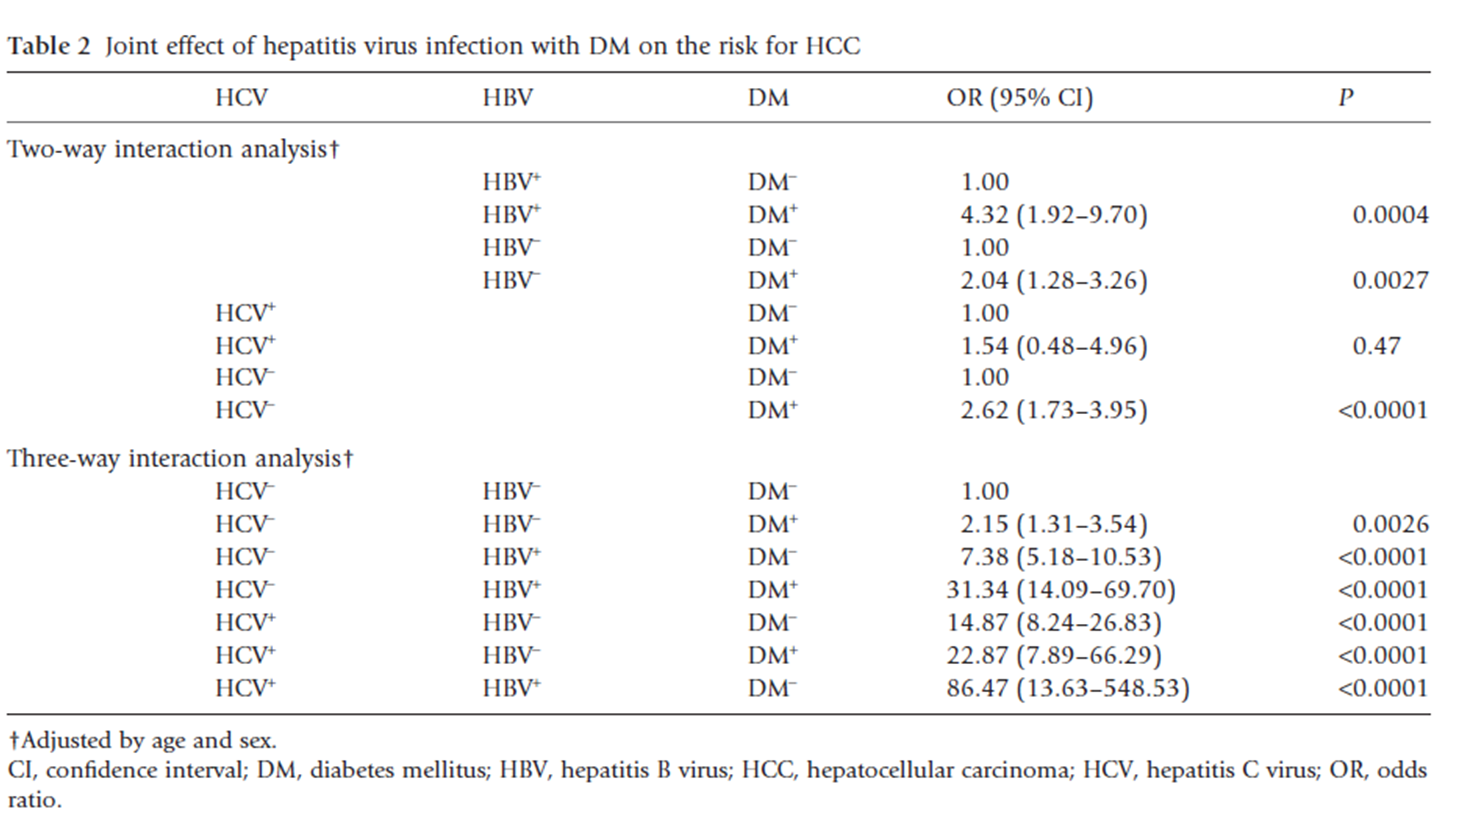 Table 2 Joint effect of hepatitis virus infection with DM on the risk for HCC
HCV HBV DM OR (95% CI) P
Two-way interaction analysis†
HBV⁺ DM⁻ 1.00
HBV⁺ DM⁺ 4.32 (1.92–9.70) 0.0004
HBV⁻ DM⁻ 1.00
HBV⁻ DM⁺ 2.04 (1.28–3.26) 0.0027
HCV⁺ DM⁻ 1.00
HCV⁺ DM⁺ 1.54 (0.48–4.96) 0.47
HCV⁻ DM⁻ 1.00
HCV⁻ DM⁺ 2.62 (1.73–3.95) <0.0001
Three-way interaction analysis†
HCV⁻ HBV⁻ DM⁻ 1.00
HCV⁻ HBV⁻ DM⁺ 2.15 (1.31–3.54) 0.0026
HCV⁻ HBV⁺ DM⁻ 7.38 (5.18–10.53) <0.0001
HCV⁻ HBV⁺ DM⁺ 31.34 (14.09–69.70) <0.0001
HCV⁺ HBV⁻ DM⁻ 14.87 (8.24–26.83) <0.0001
HCV⁺ HBV⁻ DM⁺ 22.87 (7.89–66.29) <0.0001
HCV⁺ HBV⁺ DM⁻ 86.47 (13.63–548.53) <0.0001
†Adjusted by age and sex.
CI, confidence interval; DM, diabetes mellitus; HBV, hepatitis B virus; HCC, hepatocellular carcinoma; HCV, hepatitis C virus; OR, odds
ratio.